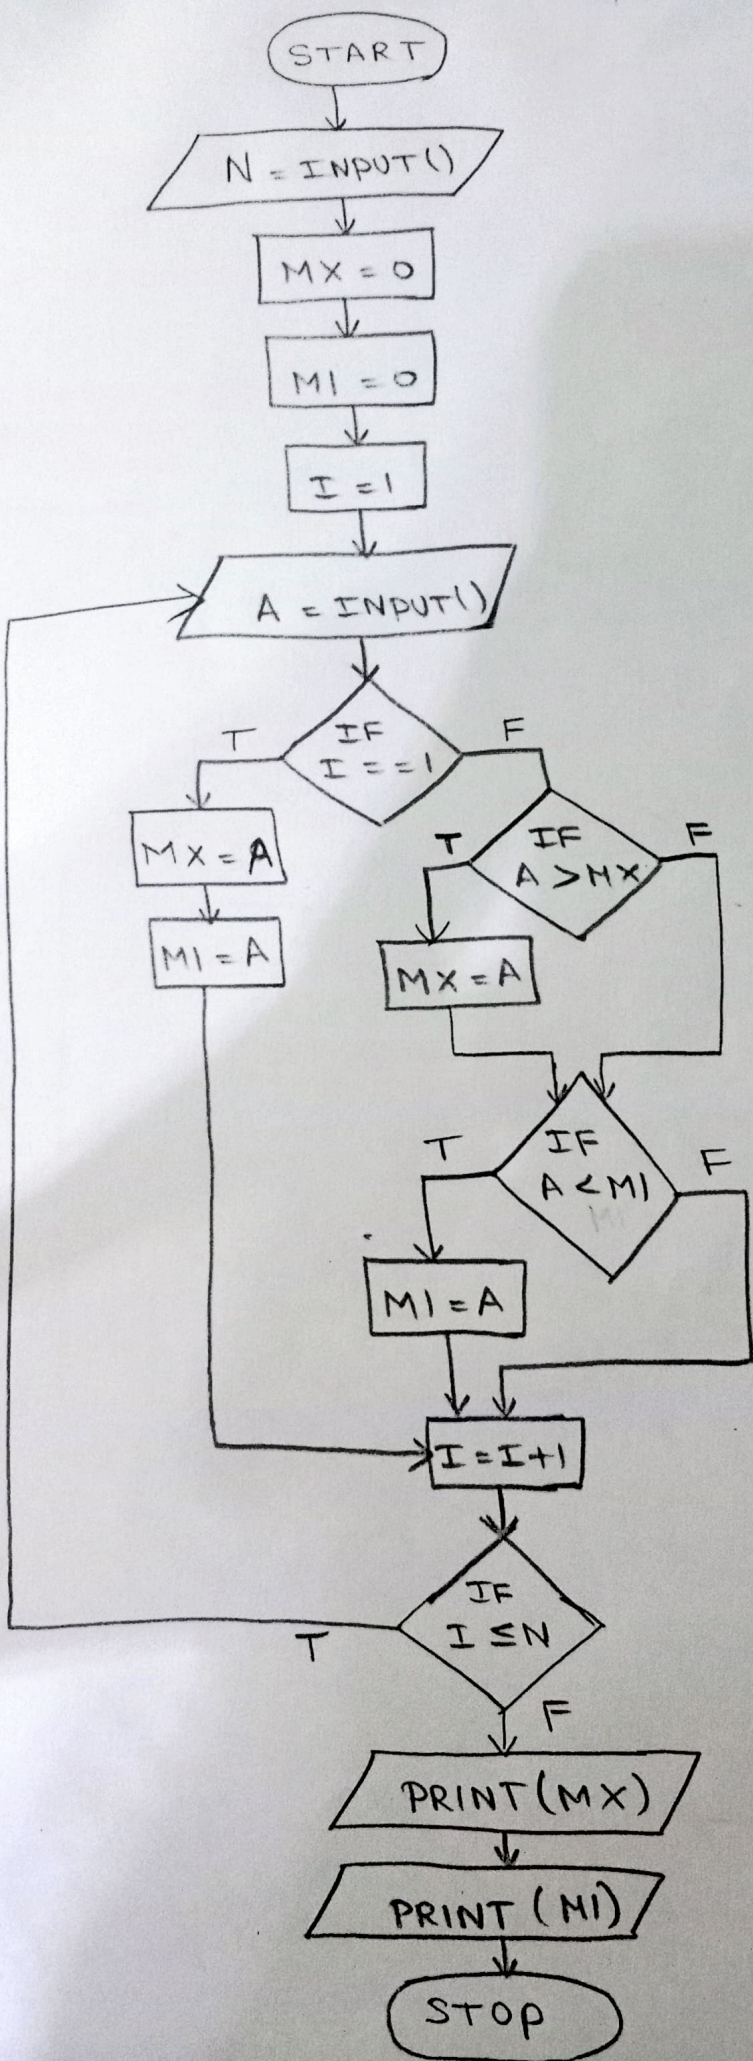 START
N = INPUT()
MX = 0
MI = 0
I = 1
A = INPUT()
IF
I == 1
T
F
MX = A
MI = A
IF
A > MX
T
F
MX = A
IF
A < MI
MI
T
F
MI = A
I = I+1
IF
I ≤ N
T
F
PRINT(MX)
PRINT (MI)
STOP